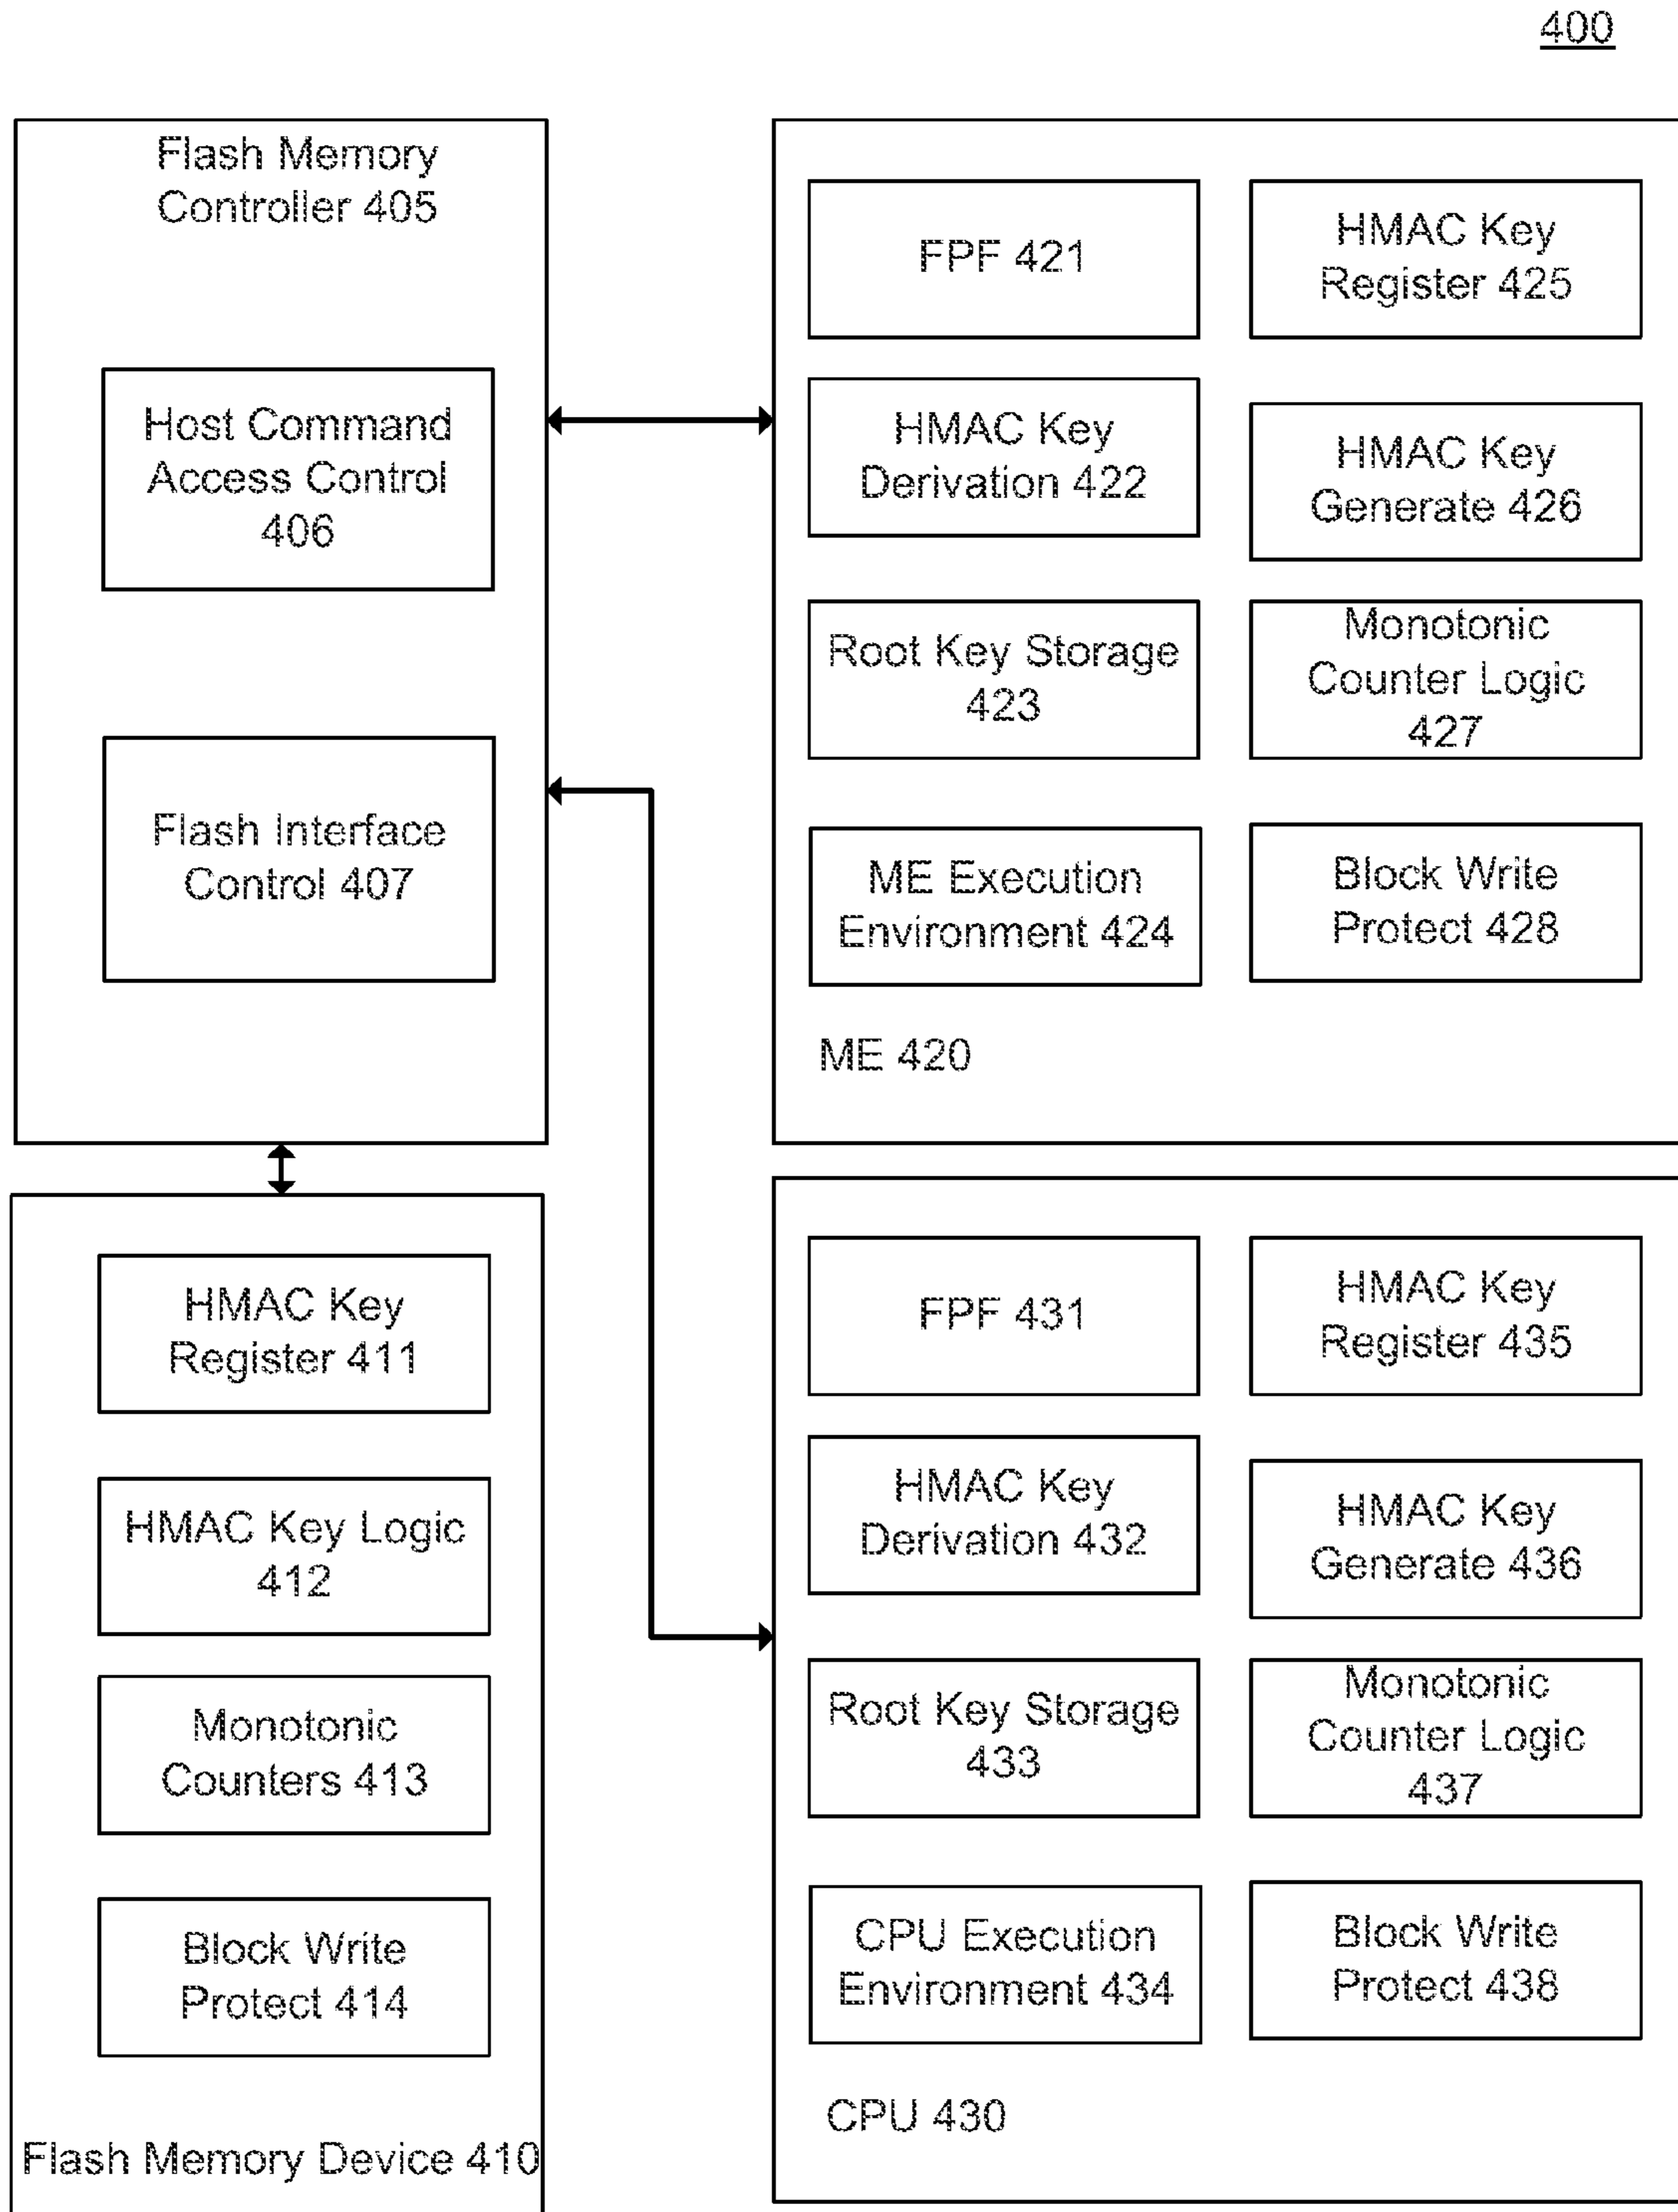 400
Flash Memory
Controller 405
Host Command
Access Control
406
Flash Interface
Control 407
FPF 421
HMAC Key
Register 425
HMAC Key
Derivation 422
HMAC Key
Generate 426
Root Key Storage
423
Monotonic
Counter Logic
427
ME Execution
Environment 424
Block Write
Protect 428
ME 420
HMAC Key
Register 411
HMAC Key Logic
412
Monotonic
Counters 413
Block Write
Protect 414
Flash Memory Device 410
FPF 431
HMAC Key
Register 435
HMAC Key
Derivation 432
HMAC Key
Generate 436
Root Key Storage
433
Monotonic
Counter Logic
437
CPU Execution
Environment 434
Block Write
Protect 438
CPU 430